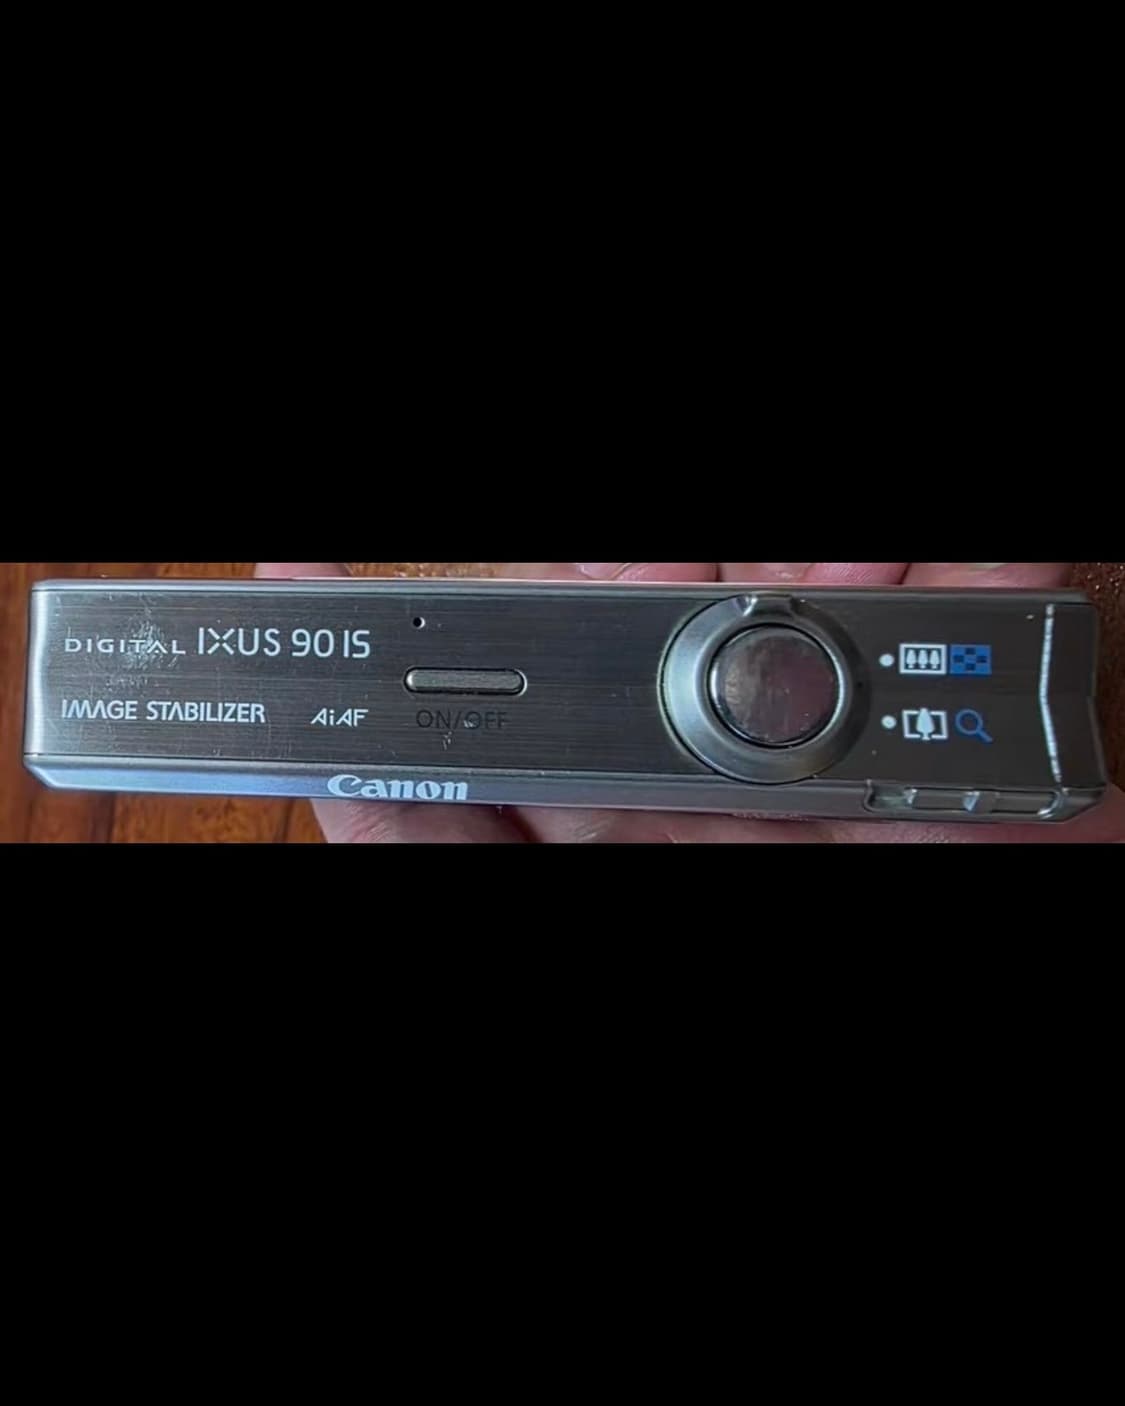 DIGITAL IXUS 90 IS
IMAGE STABILIZER AiAF ON/OFF
Canon